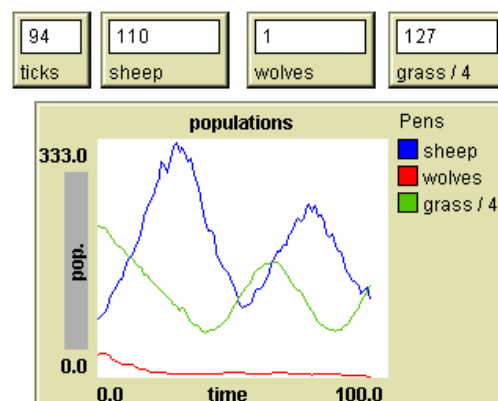 94 110 1 127
ticks sheep wolves grass / 4
populations
Pens
333.0
sheep
wolves
grass / 4
pop.
0.0
0.0 time 100.0